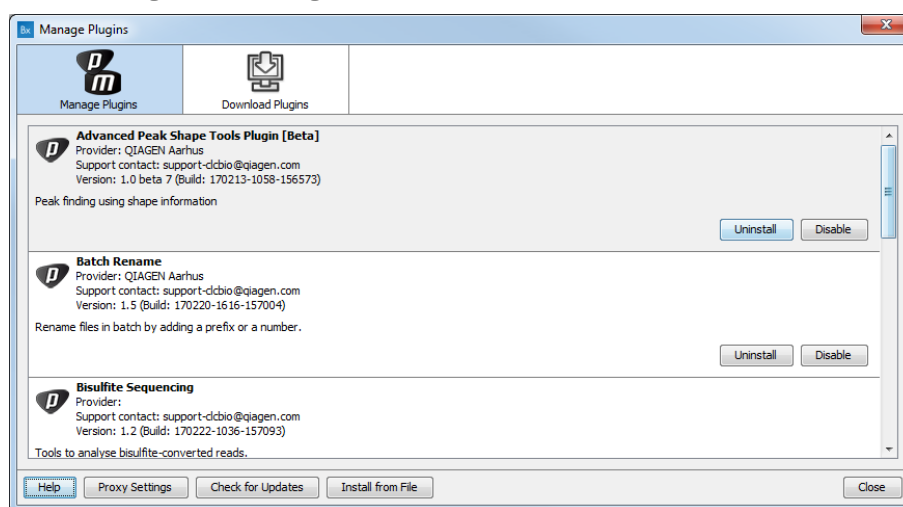 Bx Manage Plugins
Manage Plugins
Download Plugins
Advanced Peak Shape Tools Plugin [Beta]
Provider: QIAGEN Aarhus
Support contact: support-clcbio@qiagen.com
Version: 1.0 beta 7 (Build: 170213-1058-156573)
Peak finding using shape information
Uninstall Disable
Batch Rename
Provider: QIAGEN Aarhus
Support contact: support-clcbio@qiagen.com
Version: 1.5 (Build: 170220-1616-157004)
Rename files in batch by adding a prefix or a number.
Uninstall Disable
Bisulfite Sequencing
Provider:
Support contact: support-clcbio@qiagen.com
Version: 1.2 (Build: 170222-1036-157093)
Tools to analyse bisulfite-converted reads.
Help Proxy Settings Check for Updates Install from File Close